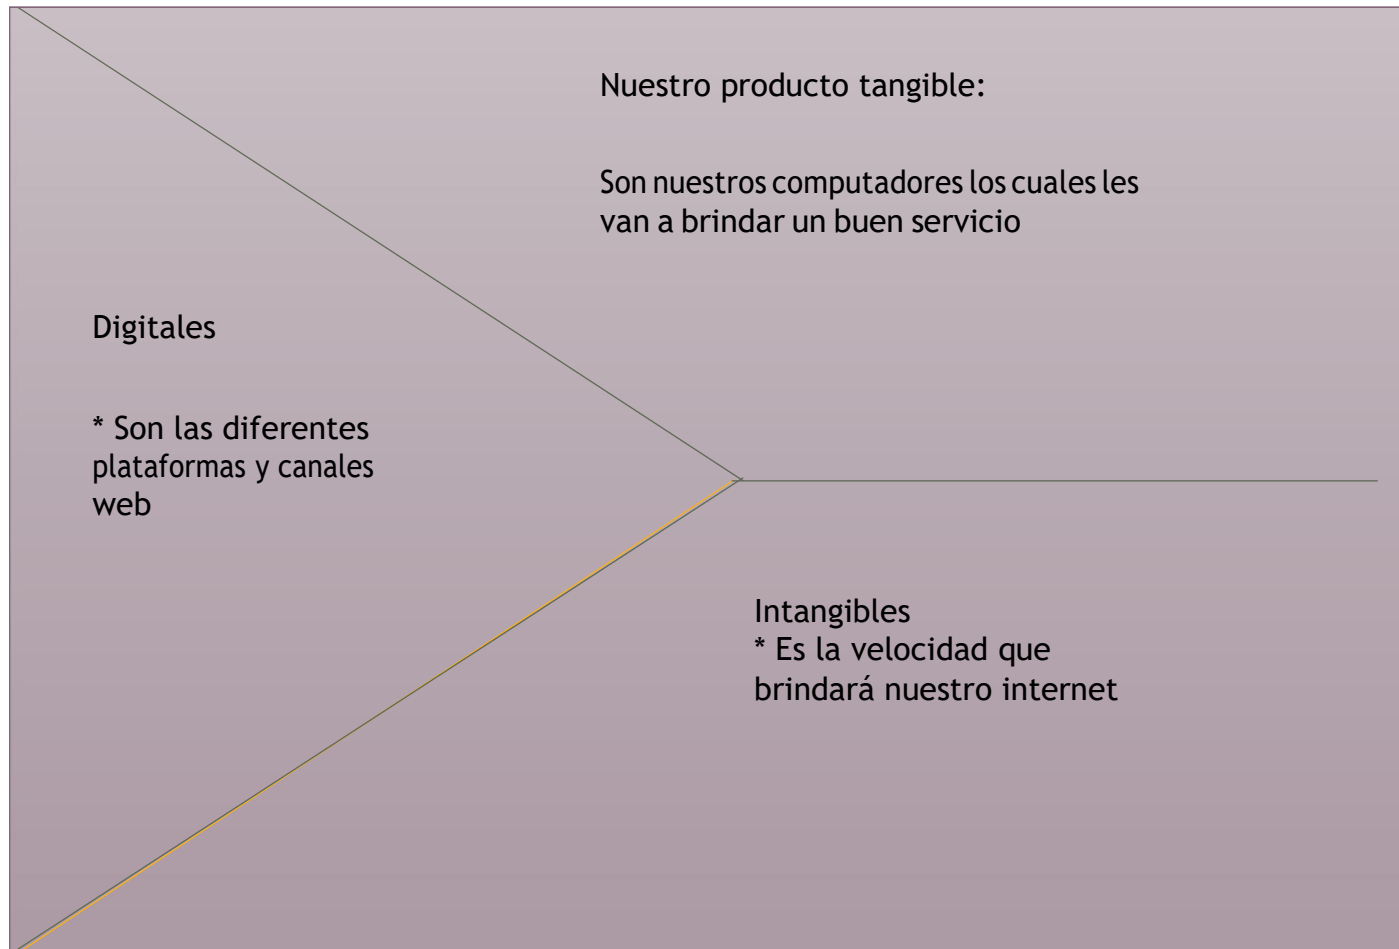 Nuestro producto tangible:
Son nuestros computadores los cuales les
van a brindar un buen servicio
Digitales
* Son las diferentes
plataformas y canales
web
Intangibles
* Es la velocidad que
brindará nuestro internet